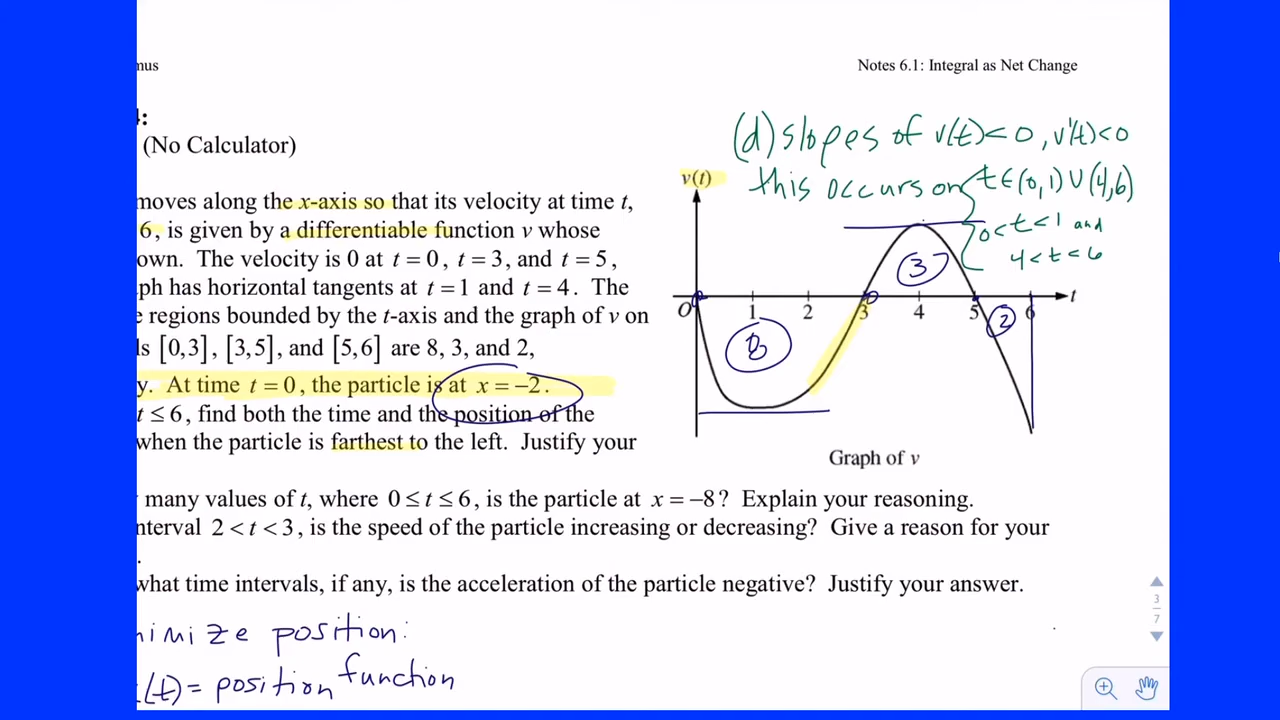 mus
Notes 6.1: Integral as Net Change
4:
(No Calculator)
(d) slopes of v(t) < 0, v'(t) < 0
this occurs on t ∈ (0, 1) ∪ (4, 6)
0 < t < 1 and
4 < t < 6
moves along the x-axis so that its velocity at time t,
6, is given by a differentiable function v whose
own. The velocity is 0 at t = 0, t = 3, and t = 5,
ph has horizontal tangents at t = 1 and t = 4. The
e regions bounded by the t-axis and the graph of v on
ls [0,3], [3,5], and [5,6] are 8, 3, and 2,
y. At time t = 0, the particle is at x = −2.
t ≤ 6, find both the time and the position of the
when the particle is farthest to the left. Justify your
v(t)
3
O 1 2 3 4 5 6 t
8
2
Graph of v
many values of t, where 0 ≤ t ≤ 6, is the particle at x = −8? Explain your reasoning.
nterval 2 < t < 3, is the speed of the particle increasing or decreasing? Give a reason for your
.
what time intervals, if any, is the acceleration of the particle negative? Justify your answer.
nimize position:
(t) = position function
3
7